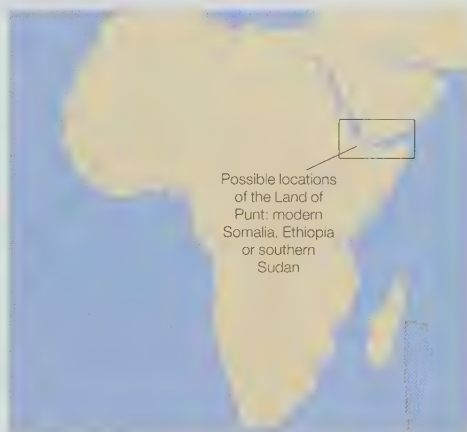 Possible locations
of the Land of
Punt: modern
Somalia, Ethiopia
or southern
Sudan